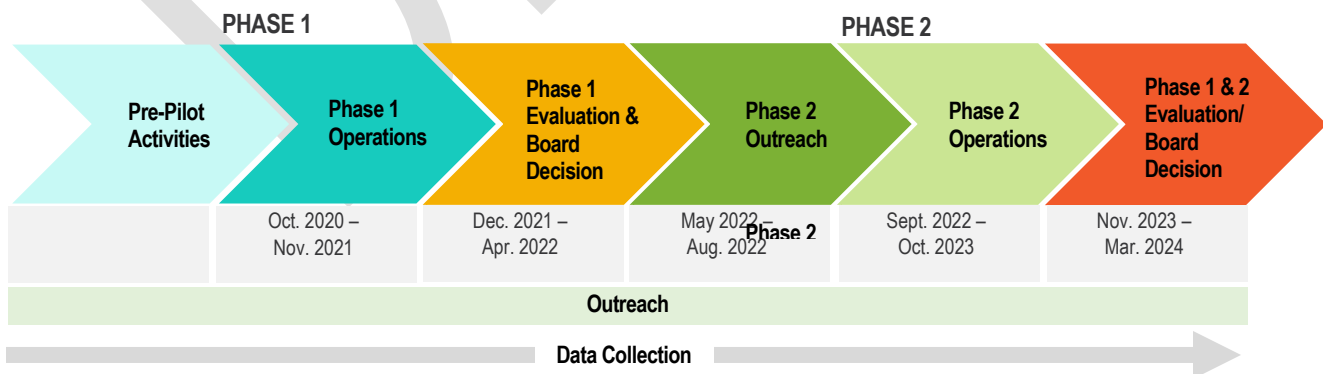 PHASE 1
PHASE 2
Pre-Pilot
Activities
Phase 1
Operations
Phase 1
Evaluation &
Board
Decision
Phase 2
Outreach
Phase 2
Operations
Phase 1 & 2
Evaluation/
Board
Decision
Oct. 2020 –
Nov. 2021
Dec. 2021 –
Apr. 2022
May 2022 –
Aug. 2022
Phase 2
Sept. 2022 –
Oct. 2023
Nov. 2023 –
Mar. 2024
Outreach
Data Collection